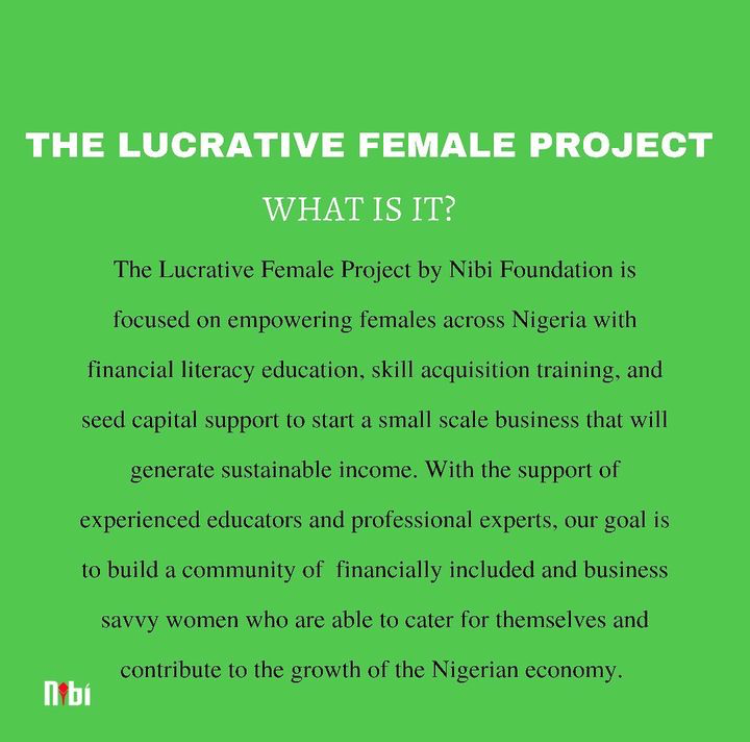 THE LUCRATIVE FEMALE PROJECT
WHAT IS IT?
The Lucrative Female Project by Nibi Foundation is
focused on empowering females across Nigeria with
financial literacy education, skill acquisition training, and
seed capital support to start a small scale business that will
generate sustainable income. With the support of
experienced educators and professional experts, our goal is
to build a community of financially included and business
savvy women who are able to cater for themselves and
contribute to the growth of the Nigerian economy.
Nibí